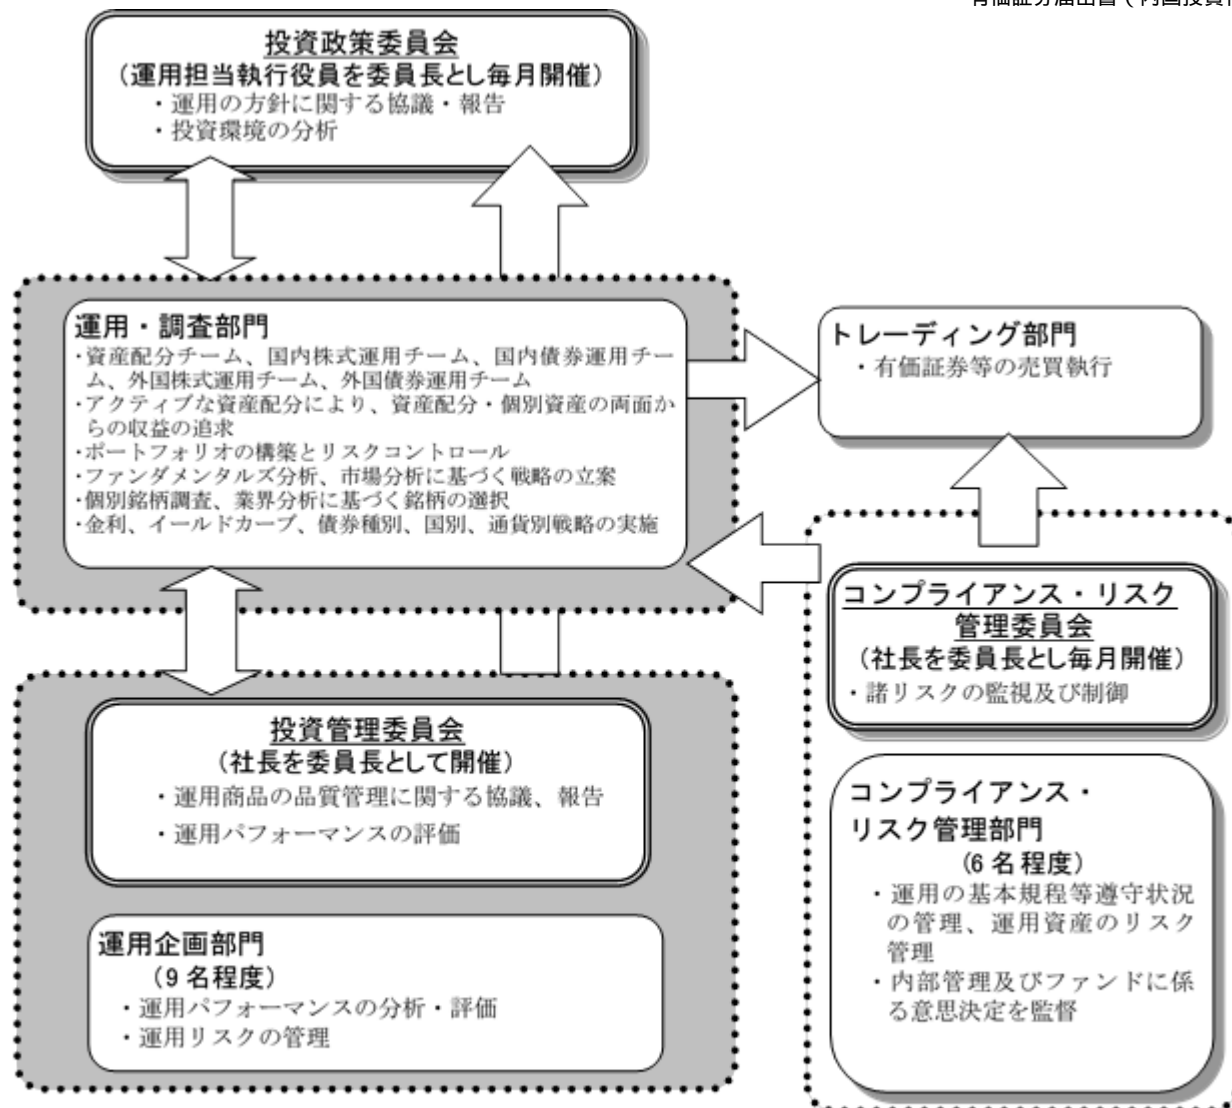 有価証券届出書（内国投資信
投資政策委員会
（運用担当執行役員を委員長とし毎月開催）
・運用の方針に関する協議・報告
・投資環境の分析
運用・調査部門
・資産配分チーム、国内株式運用チーム、国内債券運用チー
ム、外国株式運用チーム、外国債券運用チーム
・アクティブな資産配分により、資産配分・個別資産の両面か
らの収益の追求
・ポートフォリオの構築とリスクコントロール
・ファンダメンタルズ分析、市場分析に基づく戦略の立案
・個別銘柄調査、業界分析に基づく銘柄の選択
・金利、イールドカーブ、債券種別、国別、通貨別戦略の実施
トレーディング部門
・有価証券等の売買執行
コンプライアンス・リスク
管理委員会
（社長を委員長とし毎月開催）
・諸リスクの監視及び制御
投資管理委員会
（社長を委員長として開催）
・運用商品の品質管理に関する協議、報告
・運用パフォーマンスの評価
コンプライアンス・
リスク管理部門
（6 名程度）
・運用の基本規程等遵守状況
の管理、運用資産のリスク
管理
・内部管理及びファンドに係
る意思決定を監督
運用企画部門
（9 名程度）
・運用パフォーマンスの分析・評価
・運用リスクの管理